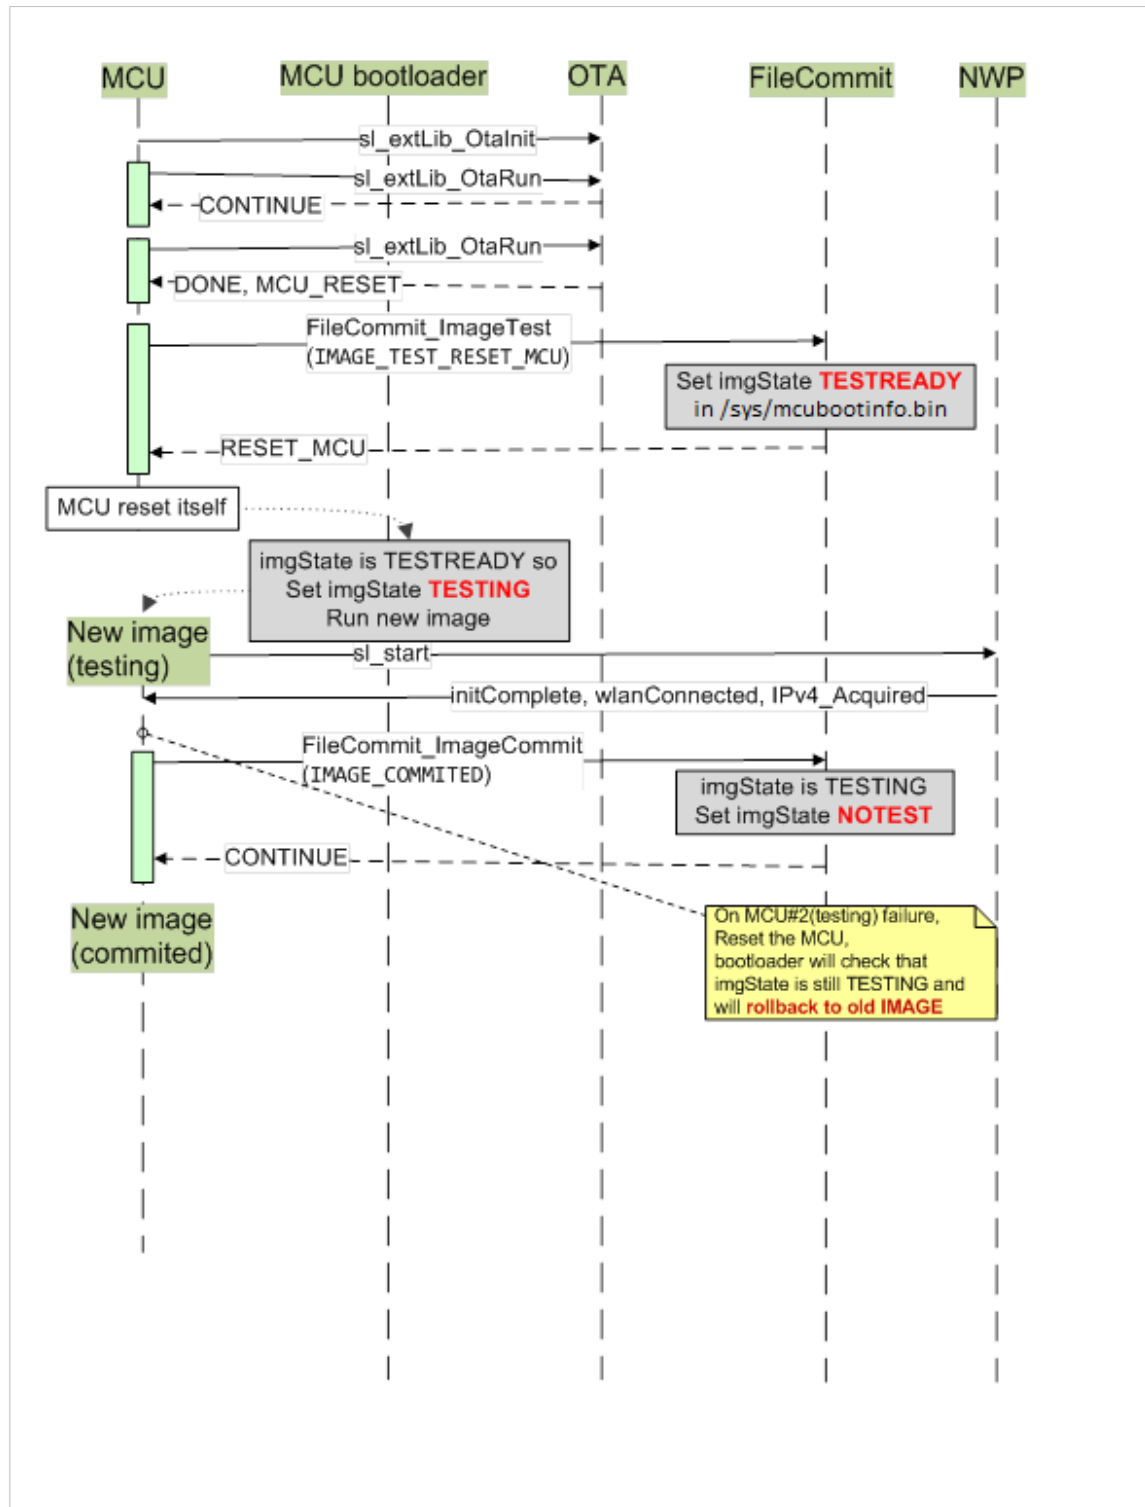 MCU
MCU bootloader
OTA
FileCommit
NWP
sl_extLib_OtaInit
sl_extLib_OtaRun
CONTINUE
sl_extLib_OtaRun
DONE, MCU_RESET
FileCommit_ImageTest
(IMAGE_TEST_RESET_MCU)
Set imgState TESTREADY
in /sys/mcubootinfo.bin
RESET_MCU
MCU reset itself
imgState is TESTREADY so
Set imgState TESTING
Run new image
New image
(testing)
sl_start
initComplete, wlanConnected, IPv4_Acquired
FileCommit_ImageCommit
(IMAGE_COMMITED)
imgState is TESTING
Set imgState NOTEST
CONTINUE
New image
(commited)
On MCU#2(testing) failure,
Reset the MCU,
bootloader will check that
imgState is still TESTING and
will rollback to old IMAGE